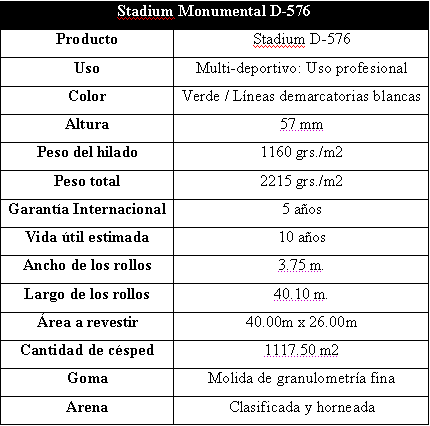 Stadium Monumental D-576
Producto Stadium D-576
Uso Multi-deportivo: Uso profesional
Color Verde / Líneas demarcatorias blancas
Altura 57 mm
Peso del hilado 1160 grs./m2
Peso total 2215 grs./m2
Garantía Internacional 5 años
Vida útil estimada 10 años
Ancho de los rollos 3.75 m.
Largo de los rollos 40.10 m.
Área a revestir 40.00m x 26.00m
Cantidad de césped 1117.50 m2
Goma Molida de granulometría fina
Arena Clasificada y horneada